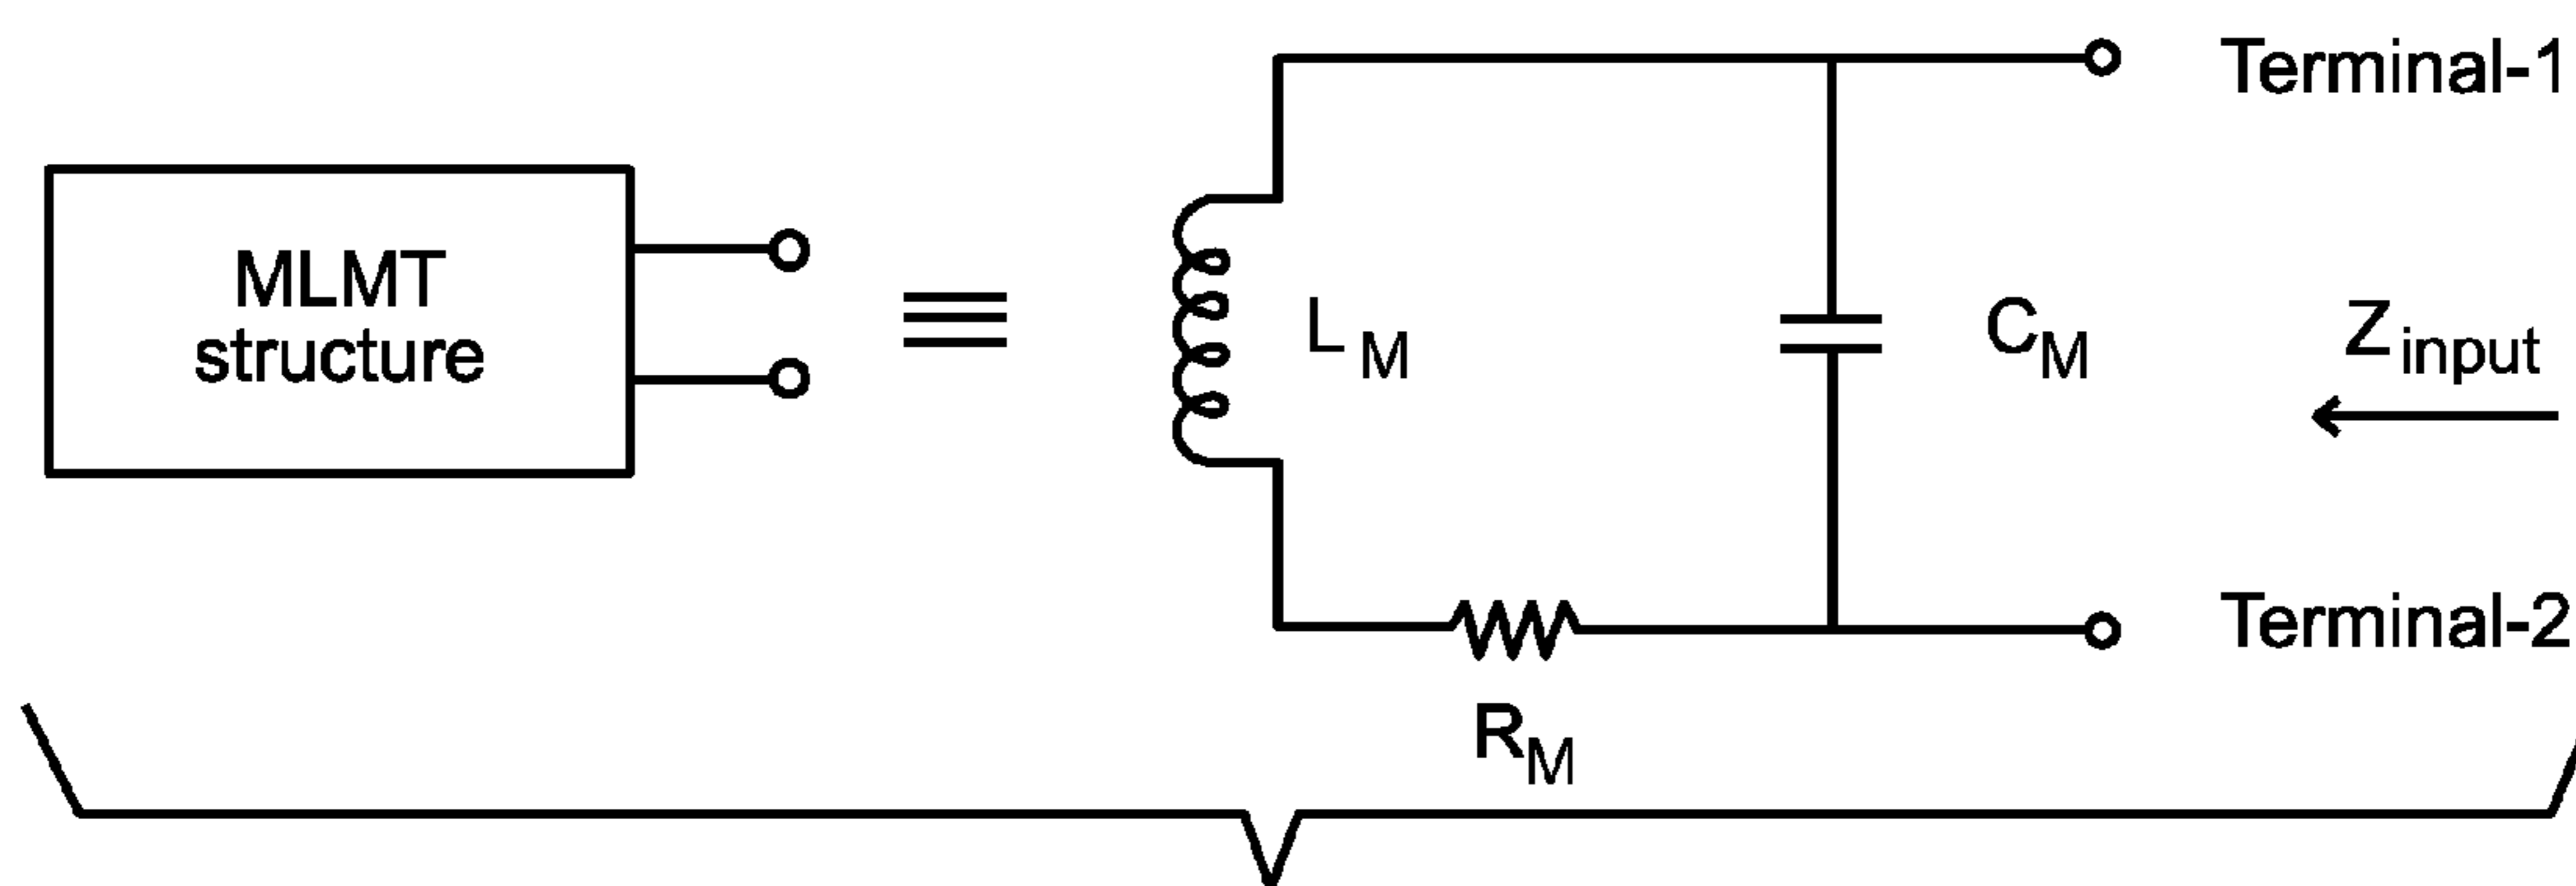 MLMT
structure
L M
R M
C M
Terminal-1
Z input
Terminal-2